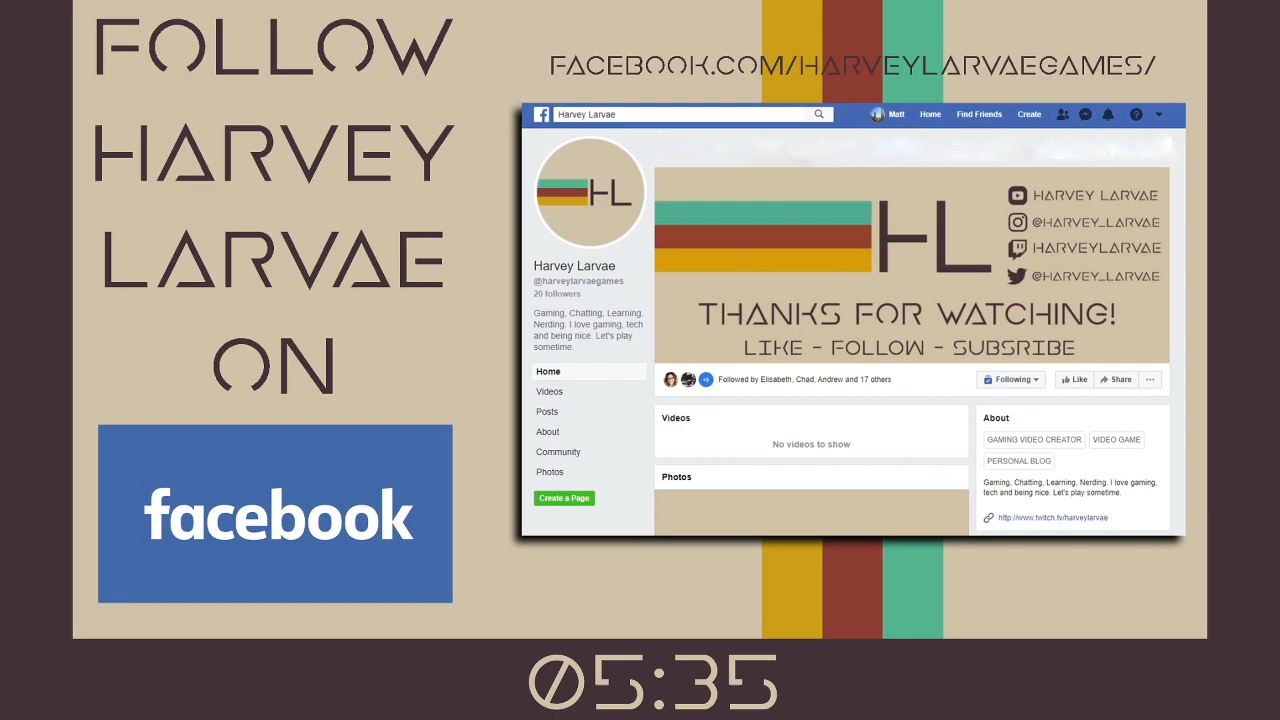 FOLLOW
HARVEY
LARVAE
ON
facebook
FACEBOOK.COM/HARVEYLARVAEGAMES/
Harvey Larvae
Matt Home Find Friends Create
HL
Harvey Larvae
@harveylarvaegames
20 followers
Gaming, Chatting, Learning,
Nerding. I love gaming, tech
and being nice. Let's play
sometime.
Home
Videos
Posts
About
Community
Photos
Create a Page
HL
HARVEY LARVAE
@HARVEY_LARVAE
HARVEYLARVAE
@HARVEY_LARVAE
THANKS FOR WATCHING!
LIKE - FOLLOW - SUBSRIBE
+3 Followed by Elisabeth, Chad, Andrew and 17 others
Following Like Share ...
Videos
No videos to show
Photos
About
GAMING VIDEO CREATOR VIDEO GAME
PERSONAL BLOG
Gaming, Chatting, Learning, Nerding. I love gaming,
tech and being nice. Let's play sometime.
http://www.twitch.tv/harveylarvae
05:35